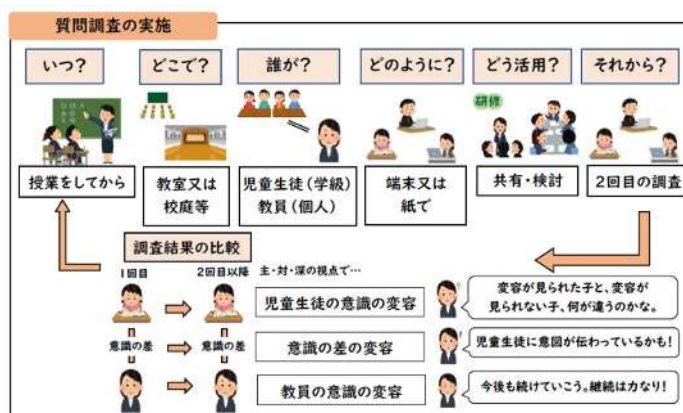 質問調査の実施
いつ？
どこで？
誰が？
どのように？
どう活用？
それから？
研修
授業をしてから
教室又は
校庭等
児童生徒(学級)
教員(個人)
端末又は
紙で
共有・検討
2回目の調査
調査結果の比較
1回目
2回目以降
主・対・深の視点で…
児童生徒の意識の変容
変容が見られた子と、変容が
見られない子、何が違うのかな。
意識の差
意識の差
意識の差の変容
児童生徒に意図が伝わっているかも！
教員の意識の変容
今後も続けていこう。継続は力なり！